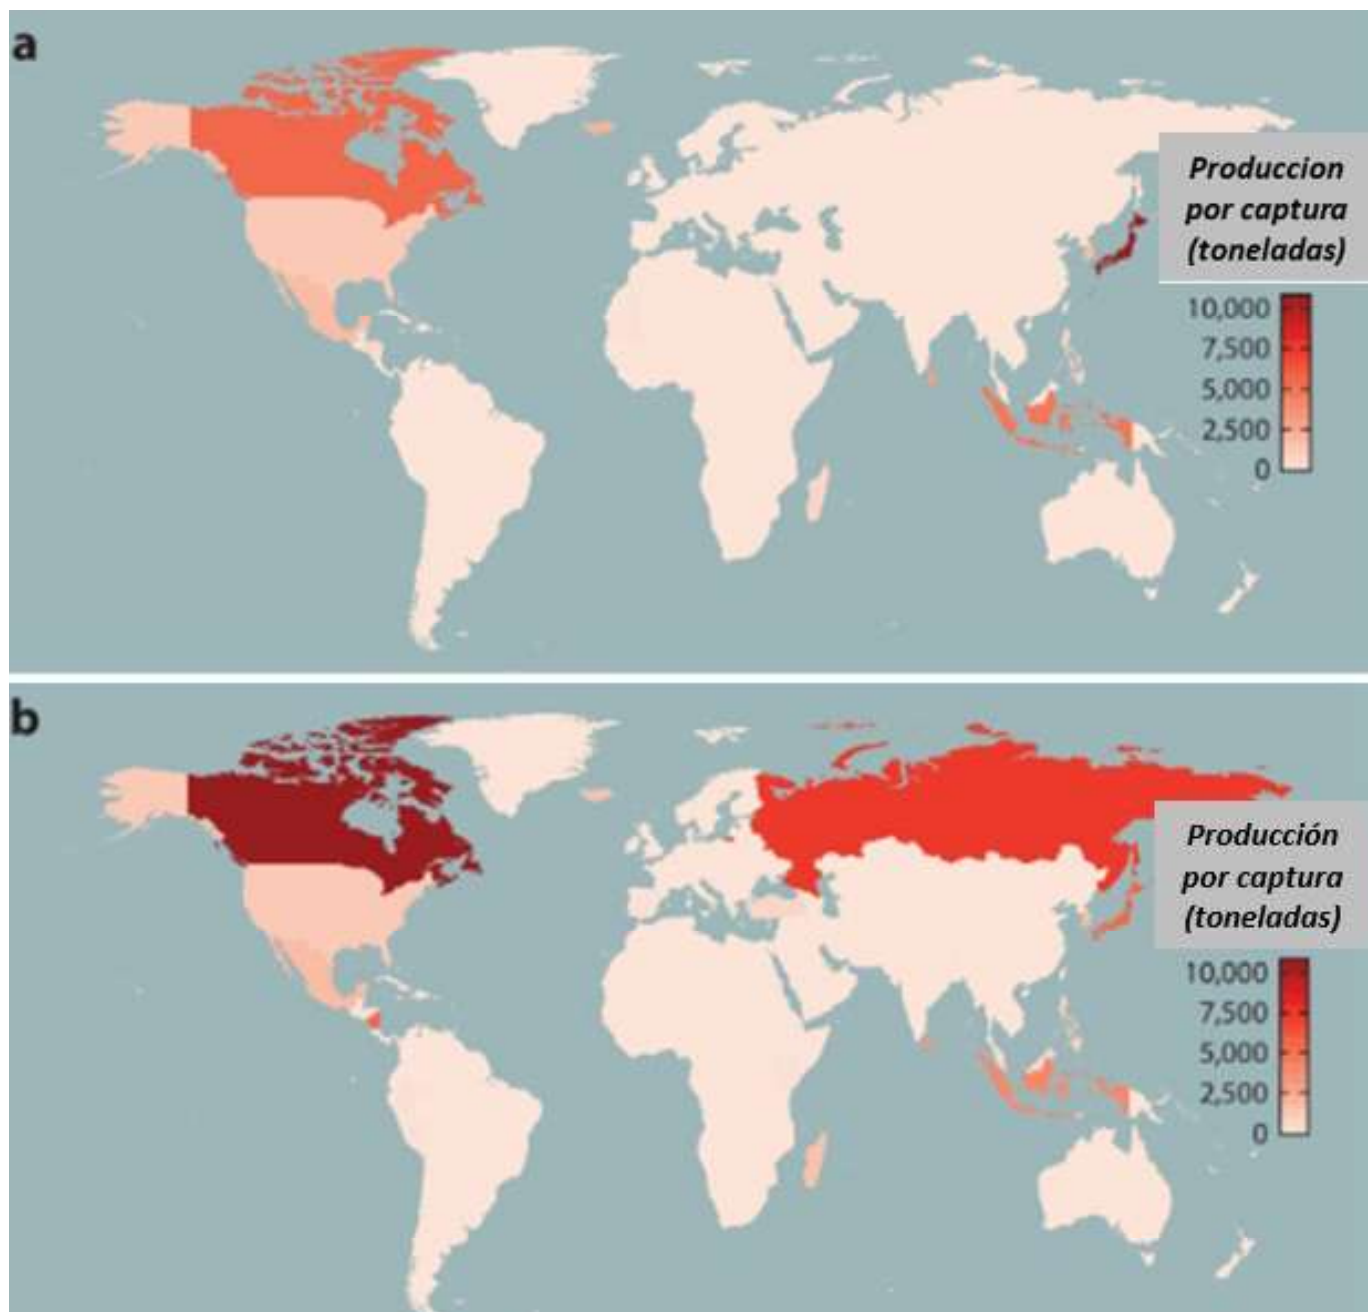 a
Produccion
por captura
(toneladas)
10,000
7,500
5,000
2,500
0
b
Producción
por captura
(toneladas)
10,000
7,500
5,000
2,500
0